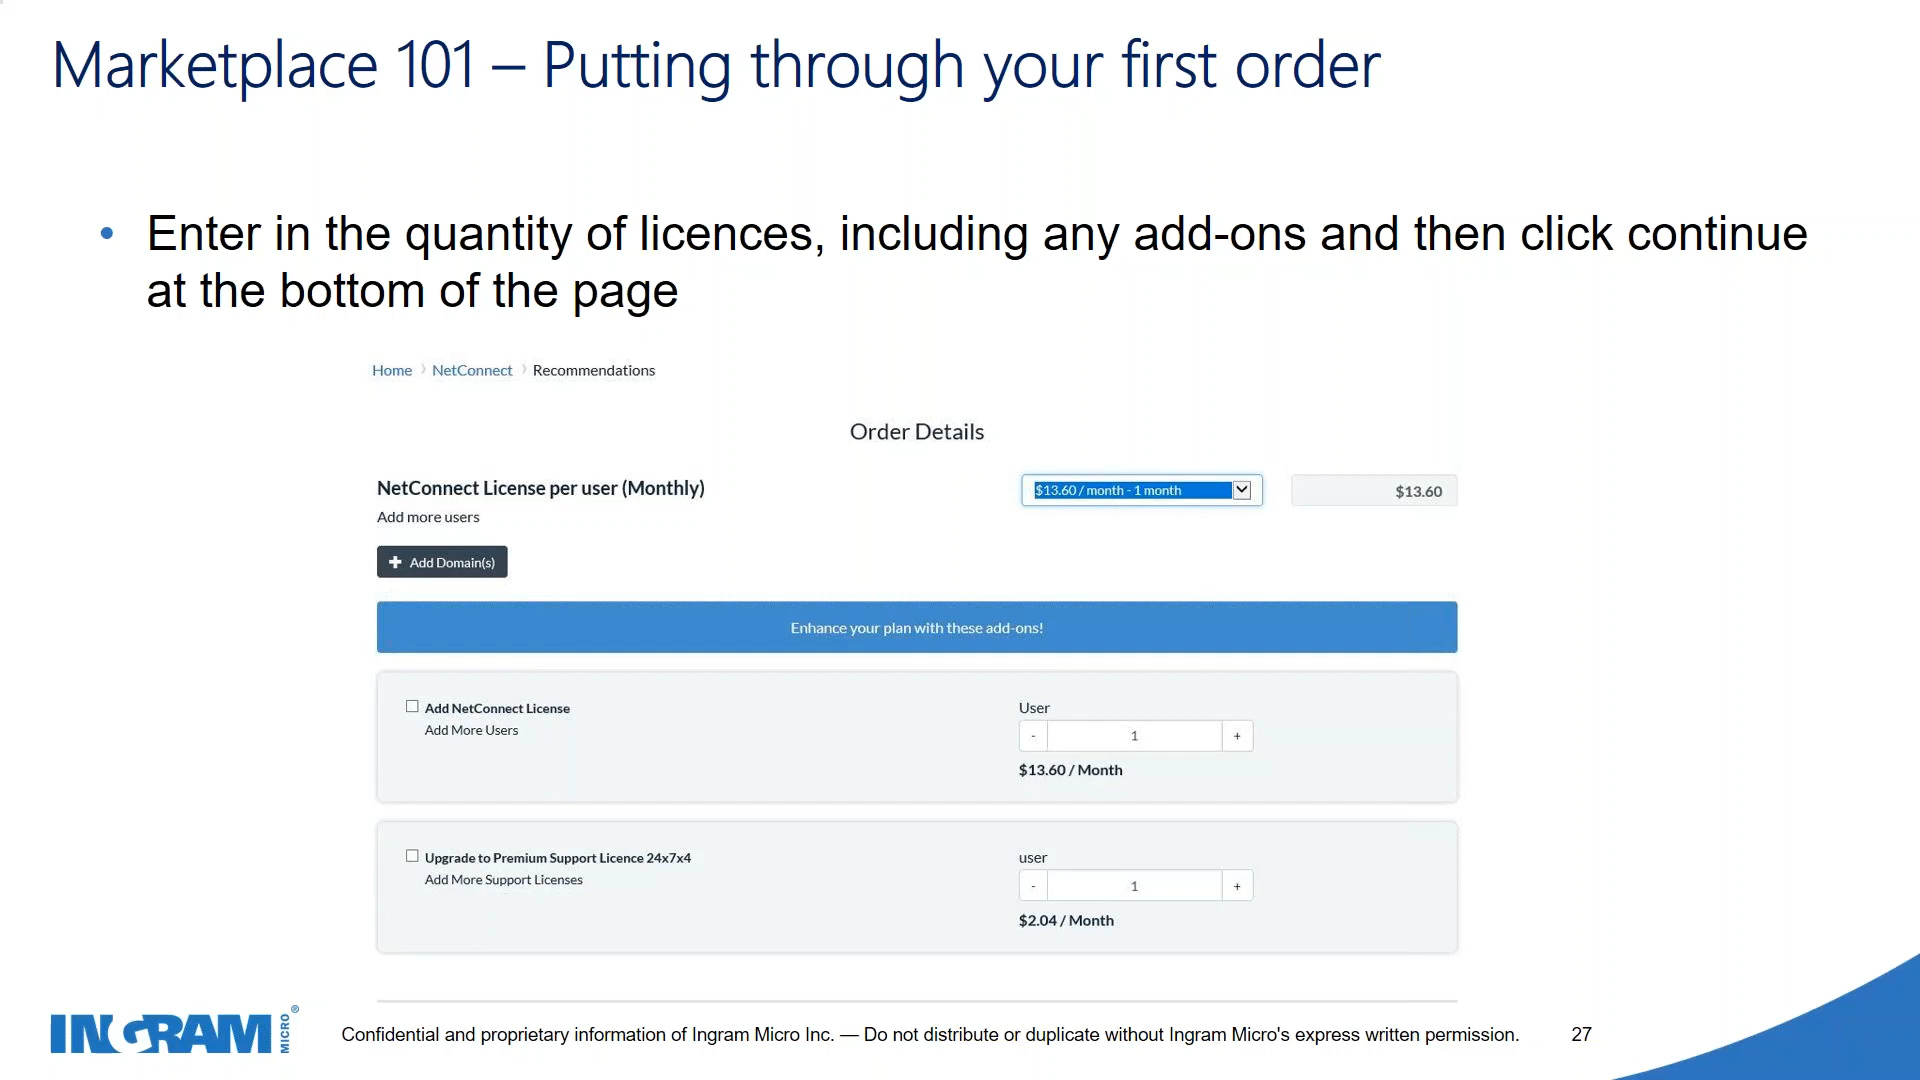 Marketplace 101 – Putting through your first order
• Enter in the quantity of licences, including any add-ons and then click continue
at the bottom of the page
Home 〉 NetConnect 〉 Recommendations
Order Details
NetConnect License per user (Monthly)
$13.60 / month - 1 month
$13.60
Add more users
+ Add Domain(s)
Enhance your plan with these add-ons!
Add NetConnect License
Add More Users
User
- 1 +
$13.60 / Month
Upgrade to Premium Support Licence 24x7x4
Add More Support Licenses
user
- 1 +
$2.04 / Month
INGRAM MICRO®
Confidential and proprietary information of Ingram Micro Inc. — Do not distribute or duplicate without Ingram Micro's express written permission.
27